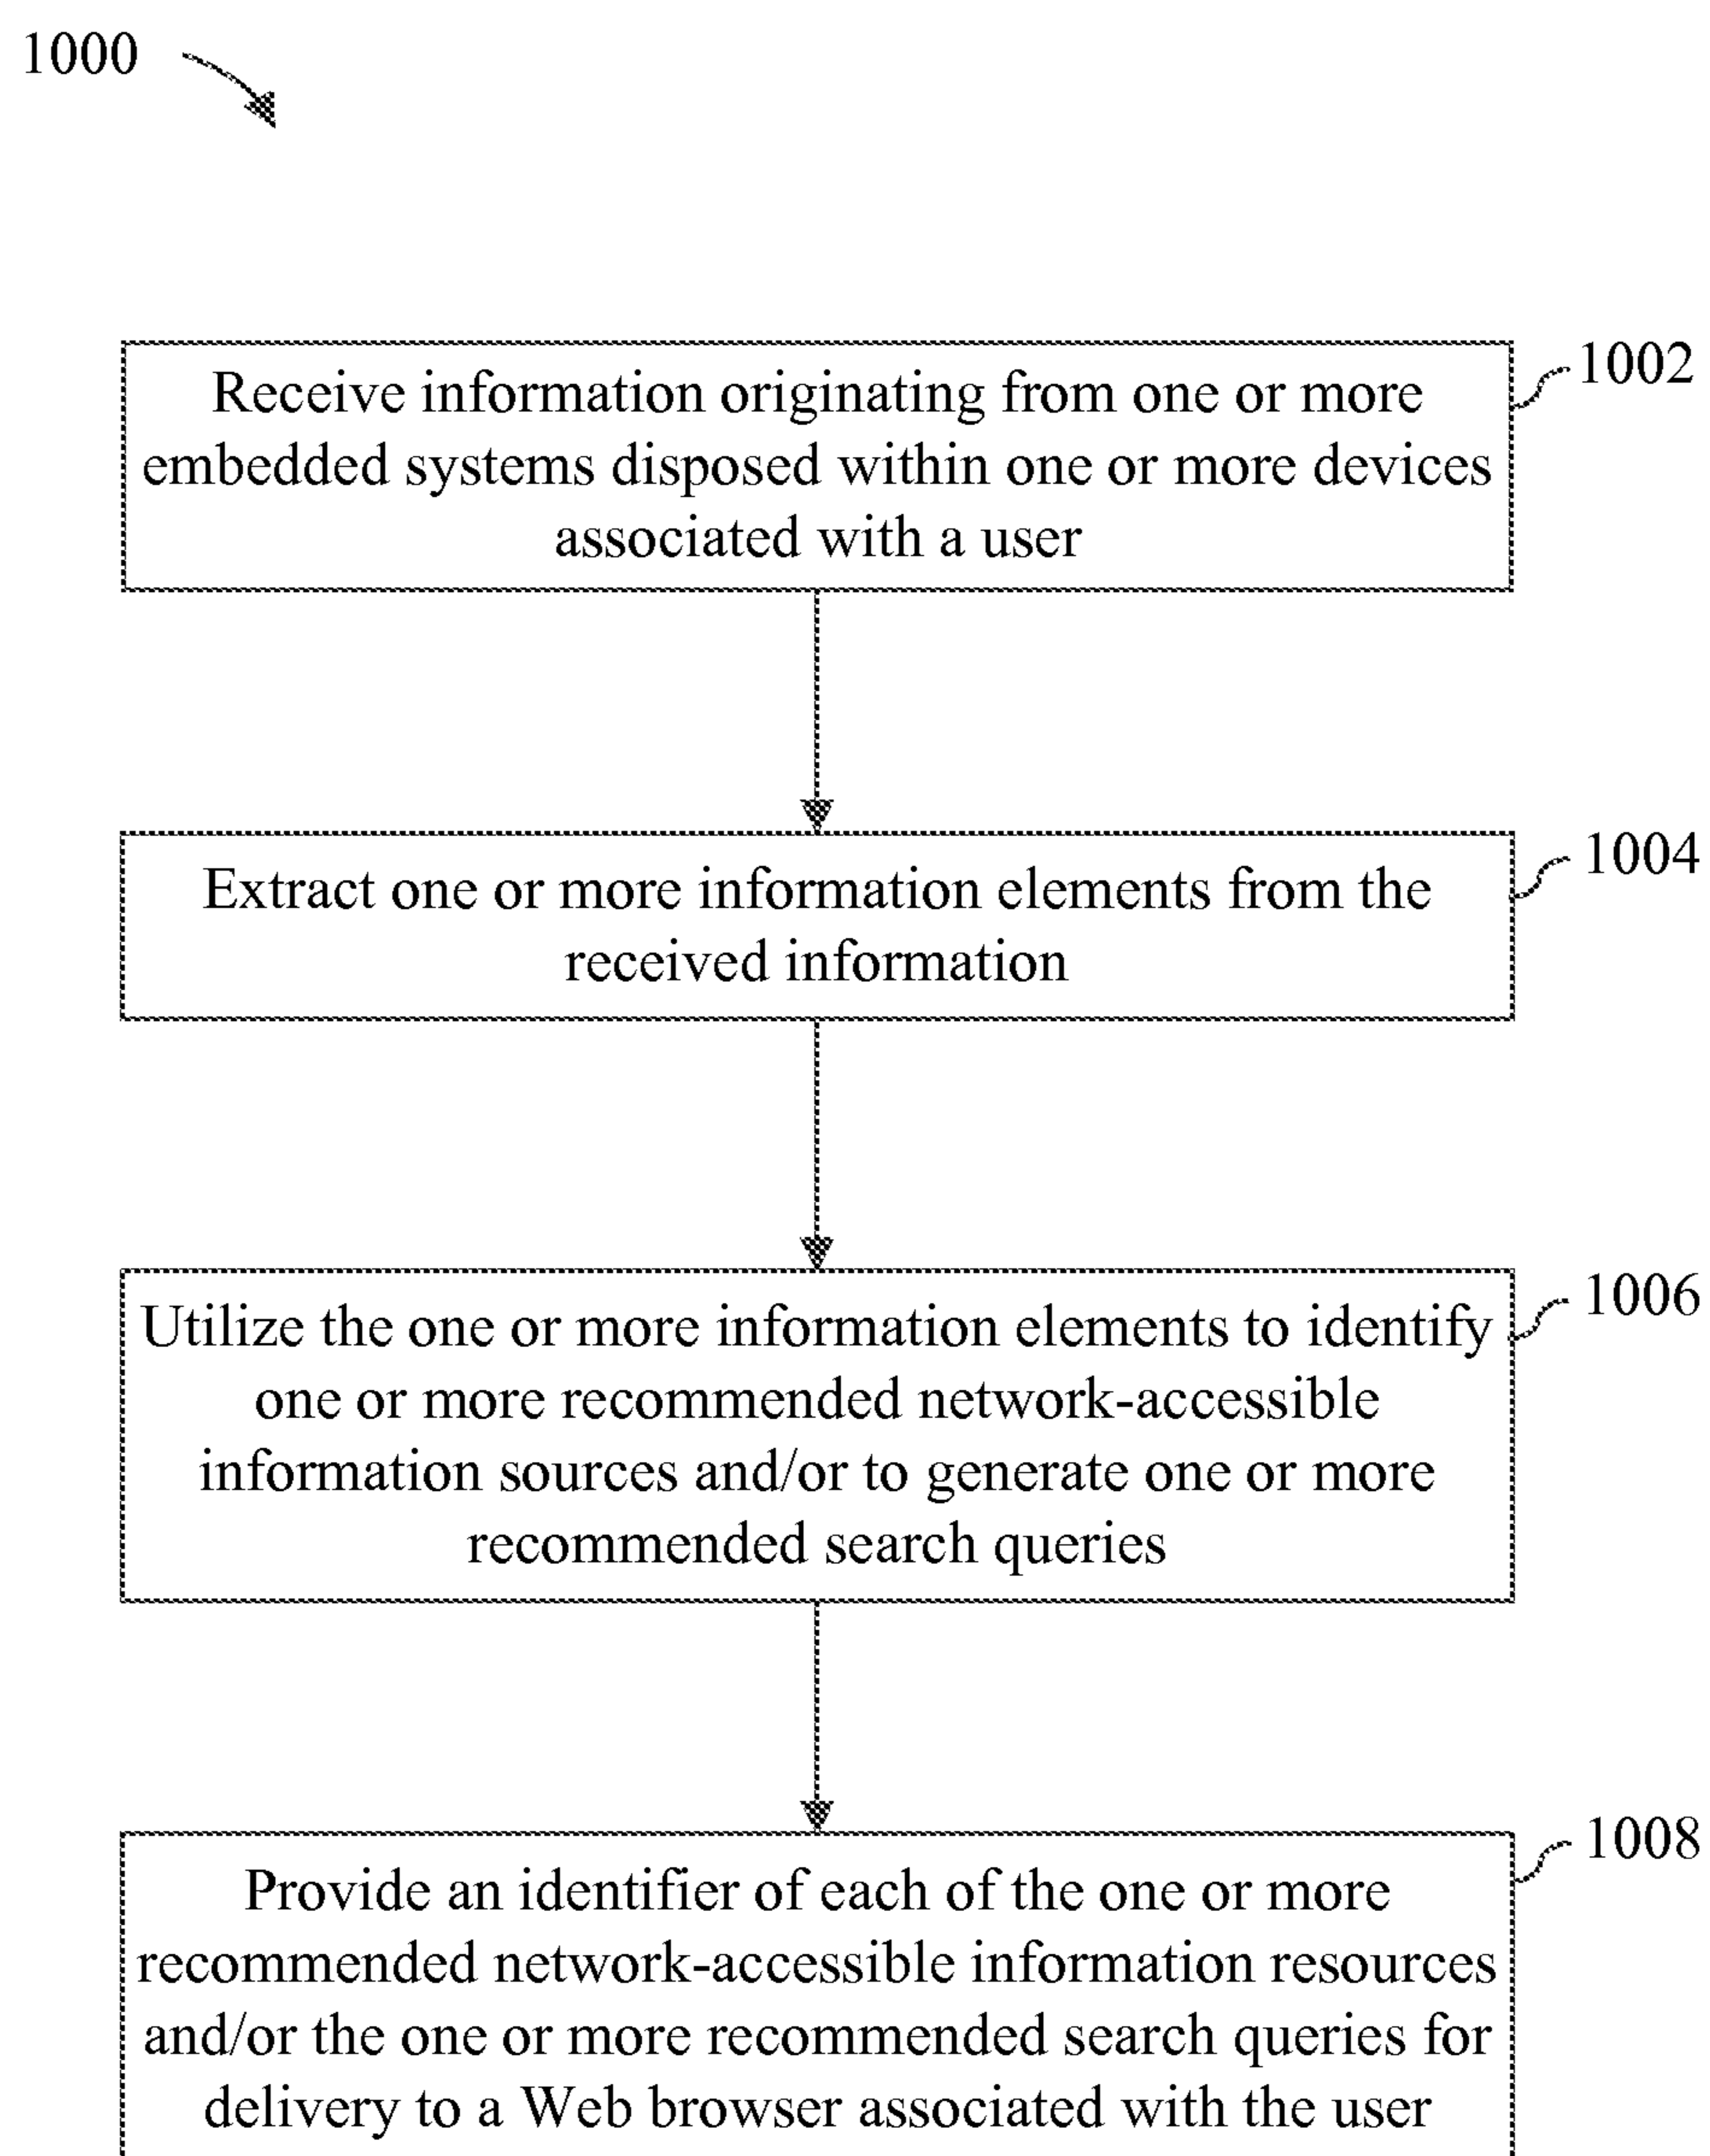 1000
Receive information originating from one or more
embedded systems disposed within one or more devices
associated with a user
1002
Extract one or more information elements from the
received information
1004
Utilize the one or more information elements to identify
one or more recommended network-accessible
information sources and/or to generate one or more
recommended search queries
1006
Provide an identifier of each of the one or more
recommended network-accessible information resources
and/or the one or more recommended search queries for
delivery to a Web browser associated with the user
1008